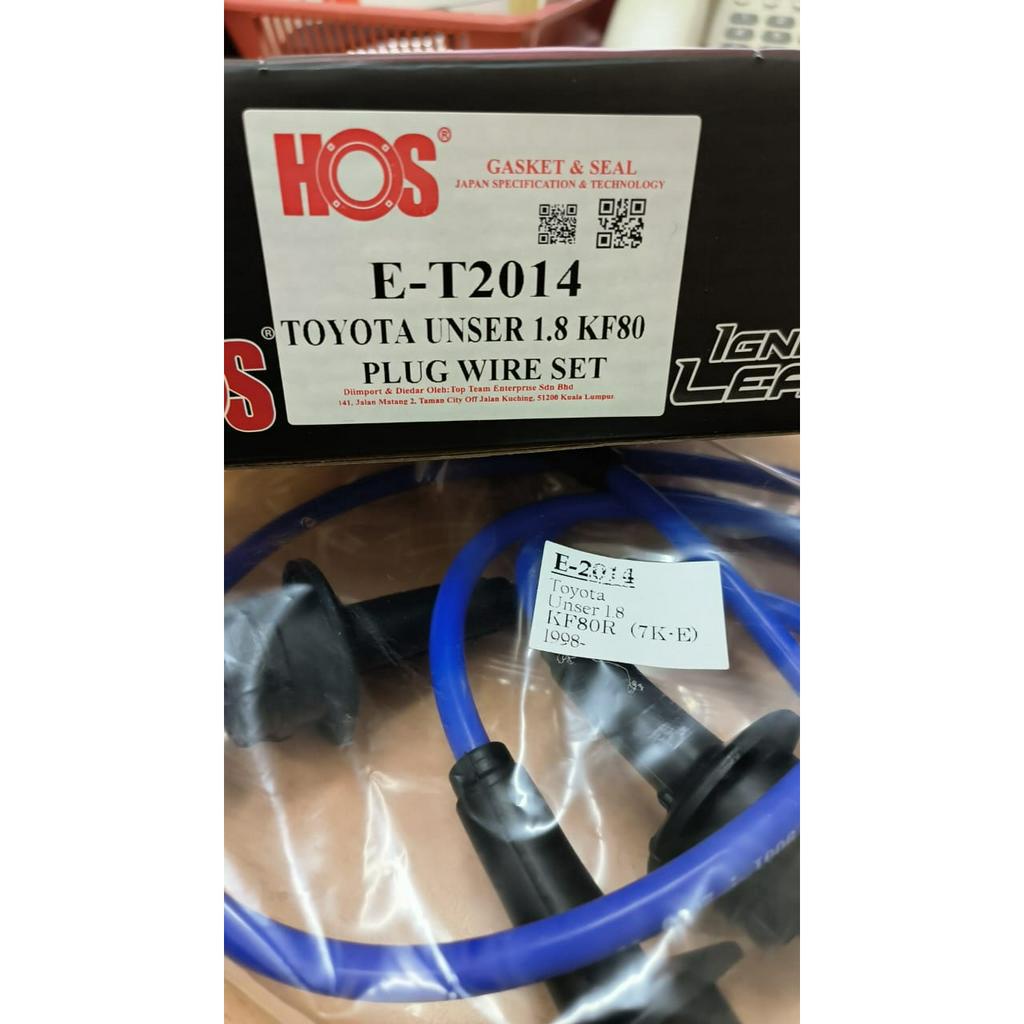 HOS®
GASKET & SEAL
JAPAN SPECIFICATION & TECHNOLOGY
E-T2014
TOYOTA UNSER 1.8 KF80
PLUG WIRE SET
Diimport & Diedar Oleh:Top Team Enterprise Sdn Bhd
141, Jalan Matang 2, Taman City Off Jalan Kuching, 51200 Kuala Lumpur
®
OS
IGNI
LEA
E-2014
Toyota
Unser 1.8
KF80R (7K-E)
1998-